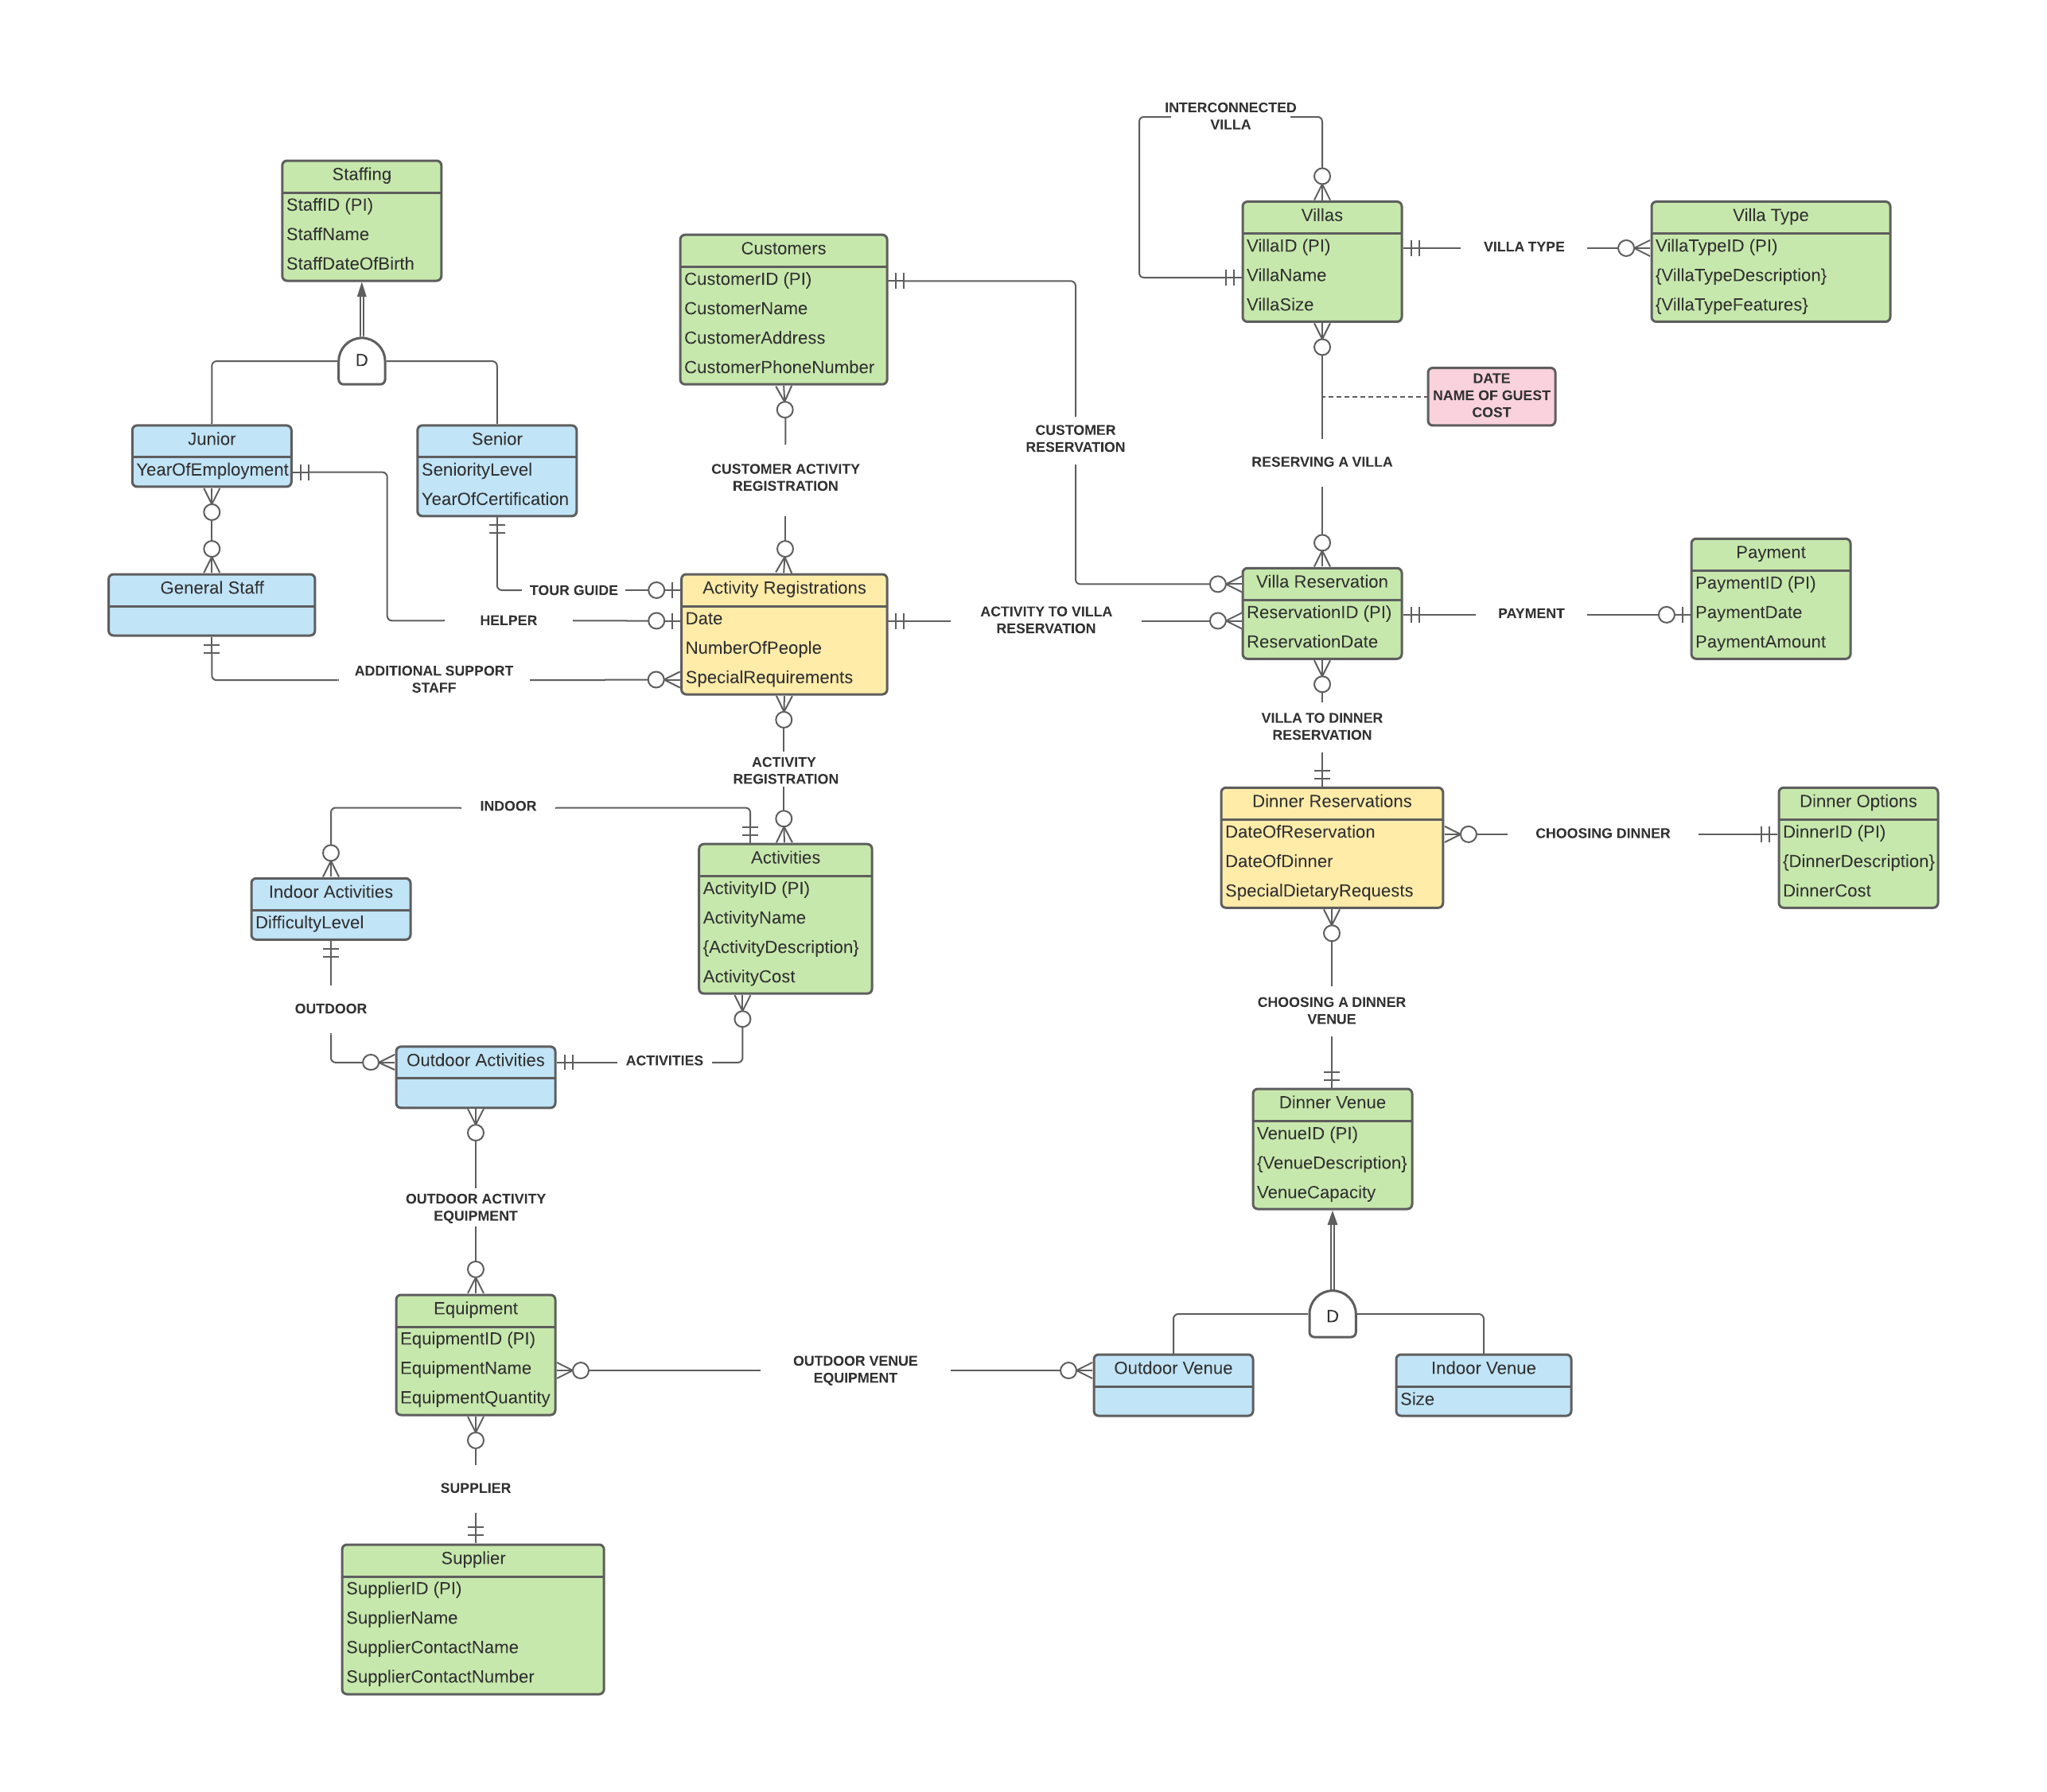 INTERCONNECTED
VILLA
Staffing
StaffID (PI)
StaffName
StaffDateOfBirth
D
Junior
YearOfEmployment
Senior
SeniorityLevel
YearOfCertification
General Staff
TOUR GUIDE
HELPER
ADDITIONAL SUPPORT
STAFF
Customers
CustomerID (PI)
CustomerName
CustomerAddress
CustomerPhoneNumber
CUSTOMER ACTIVITY
REGISTRATION
Activity Registrations
Date
NumberOfPeople
SpecialRequirements
CUSTOMER
RESERVATION
ACTIVITY TO VILLA
RESERVATION
Villas
VillaID (PI)
VillaName
VillaSize
VILLA TYPE
Villa Type
VillaTypeID (PI)
{VillaTypeDescription}
{VillaTypeFeatures}
DATE
NAME OF GUEST
COST
RESERVING A VILLA
Villa Reservation
ReservationID (PI)
ReservationDate
PAYMENT
Payment
PaymentID (PI)
PaymentDate
PaymentAmount
VILLA TO DINNER
RESERVATION
Dinner Reservations
DateOfReservation
DateOfDinner
SpecialDietaryRequests
CHOOSING DINNER
Dinner Options
DinnerID (PI)
{DinnerDescription}
DinnerCost
ACTIVITY
REGISTRATION
INDOOR
Activities
ActivityID (PI)
ActivityName
{ActivityDescription}
ActivityCost
Indoor Activities
DifficultyLevel
OUTDOOR
Outdoor Activities
ACTIVITIES
CHOOSING A DINNER
VENUE
Dinner Venue
VenueID (PI)
{VenueDescription}
VenueCapacity
D
OUTDOOR ACTIVITY
EQUIPMENT
Equipment
EquipmentID (PI)
EquipmentName
EquipmentQuantity
OUTDOOR VENUE
EQUIPMENT
Outdoor Venue
Indoor Venue
Size
SUPPLIER
Supplier
SupplierID (PI)
SupplierName
SupplierContactName
SupplierContactNumber